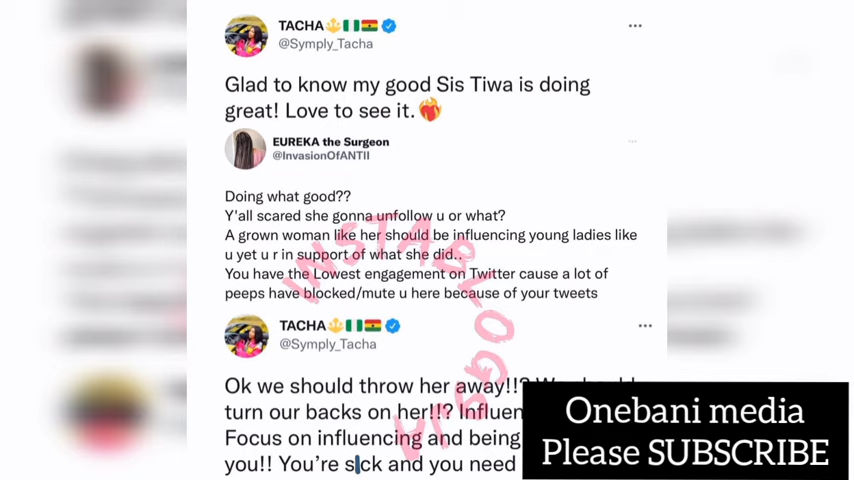 TACHA
@Symply_Tacha
Glad to know my good Sis Tiwa is doing
great! Love to see it.
EUREKA the Surgeon
@InvasionOfANTII
Doing what good??
Y'all scared she gonna unfollow u or what?
A grown woman like her should be influencing young ladies like
u yet u r in support of what she did..
You have the Lowest engagement on Twitter cause a lot of
peeps have blocked/mute u here because of your tweets
INSTABLOG9JA
TACHA
@Symply_Tacha
Ok we should throw her away!!?
turn our backs on her!!?
Focus on influencing and being
you!! You're sick and you need
Onebani media
Please SUBSCRIBE